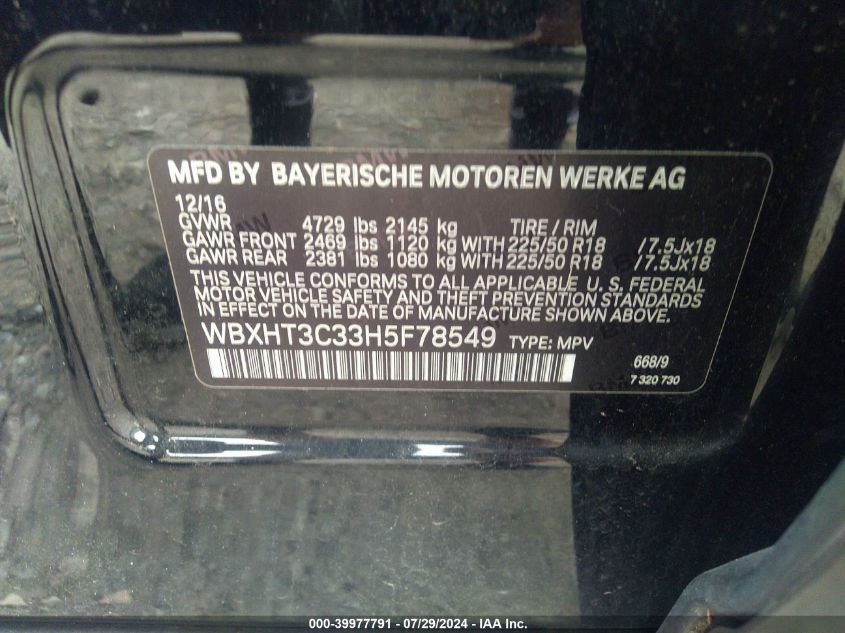 MFD BY BAYERISCHE MOTOREN WERKE AG
12/16
GVWR 4729 lbs 2145 kg TIRE / RIM
GAWR FRONT 2469 lbs 1120 kg WITH 225/50 R18 /7.5Jx18
GAWR REAR 2381 lbs 1080 kg WITH 225/50 R18 /7.5Jx18
THIS VEHICLE CONFORMS TO ALL APPLICABLE U. S. FEDERAL
MOTOR VEHICLE SAFETY AND THEFT PREVENTION STANDARDS
IN EFFECT ON THE DATE OF MANUFACTURE SHOWN ABOVE.
WBXHT3C33H5F78549 TYPE: MPV
668/9
7 320 730
000-39977791 - 07/29/2024 - IAA Inc.